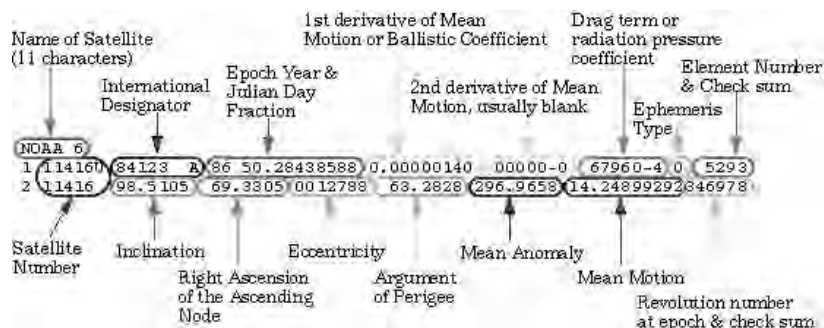 1st derivative of Mean
Motion or Ballistic Coefficient
Drag term or
radiation pressure
coefficient
Name of Satellite
(11 characters)
International
Designator
Epoch Year &
Julian Day
Fraction
2nd derivative of Mean
Motion, usually blank
Element Number
& Check sum
Ephemeris
Type
NOAA 6
1 11416U 84123 A 86 50.28438588 0.00000140 00000-0 67960-4 0 5293
2 11416 98.5105 69.3305 0012788 63.2828 296.9658 14.24899292 346978
Satellite
Number
Inclination
Right Ascension
of the Ascending
Node
Eccentricity
Argument
of Perigee
Mean Anomaly
Mean Motion
Revolution number
at epoch & check sum